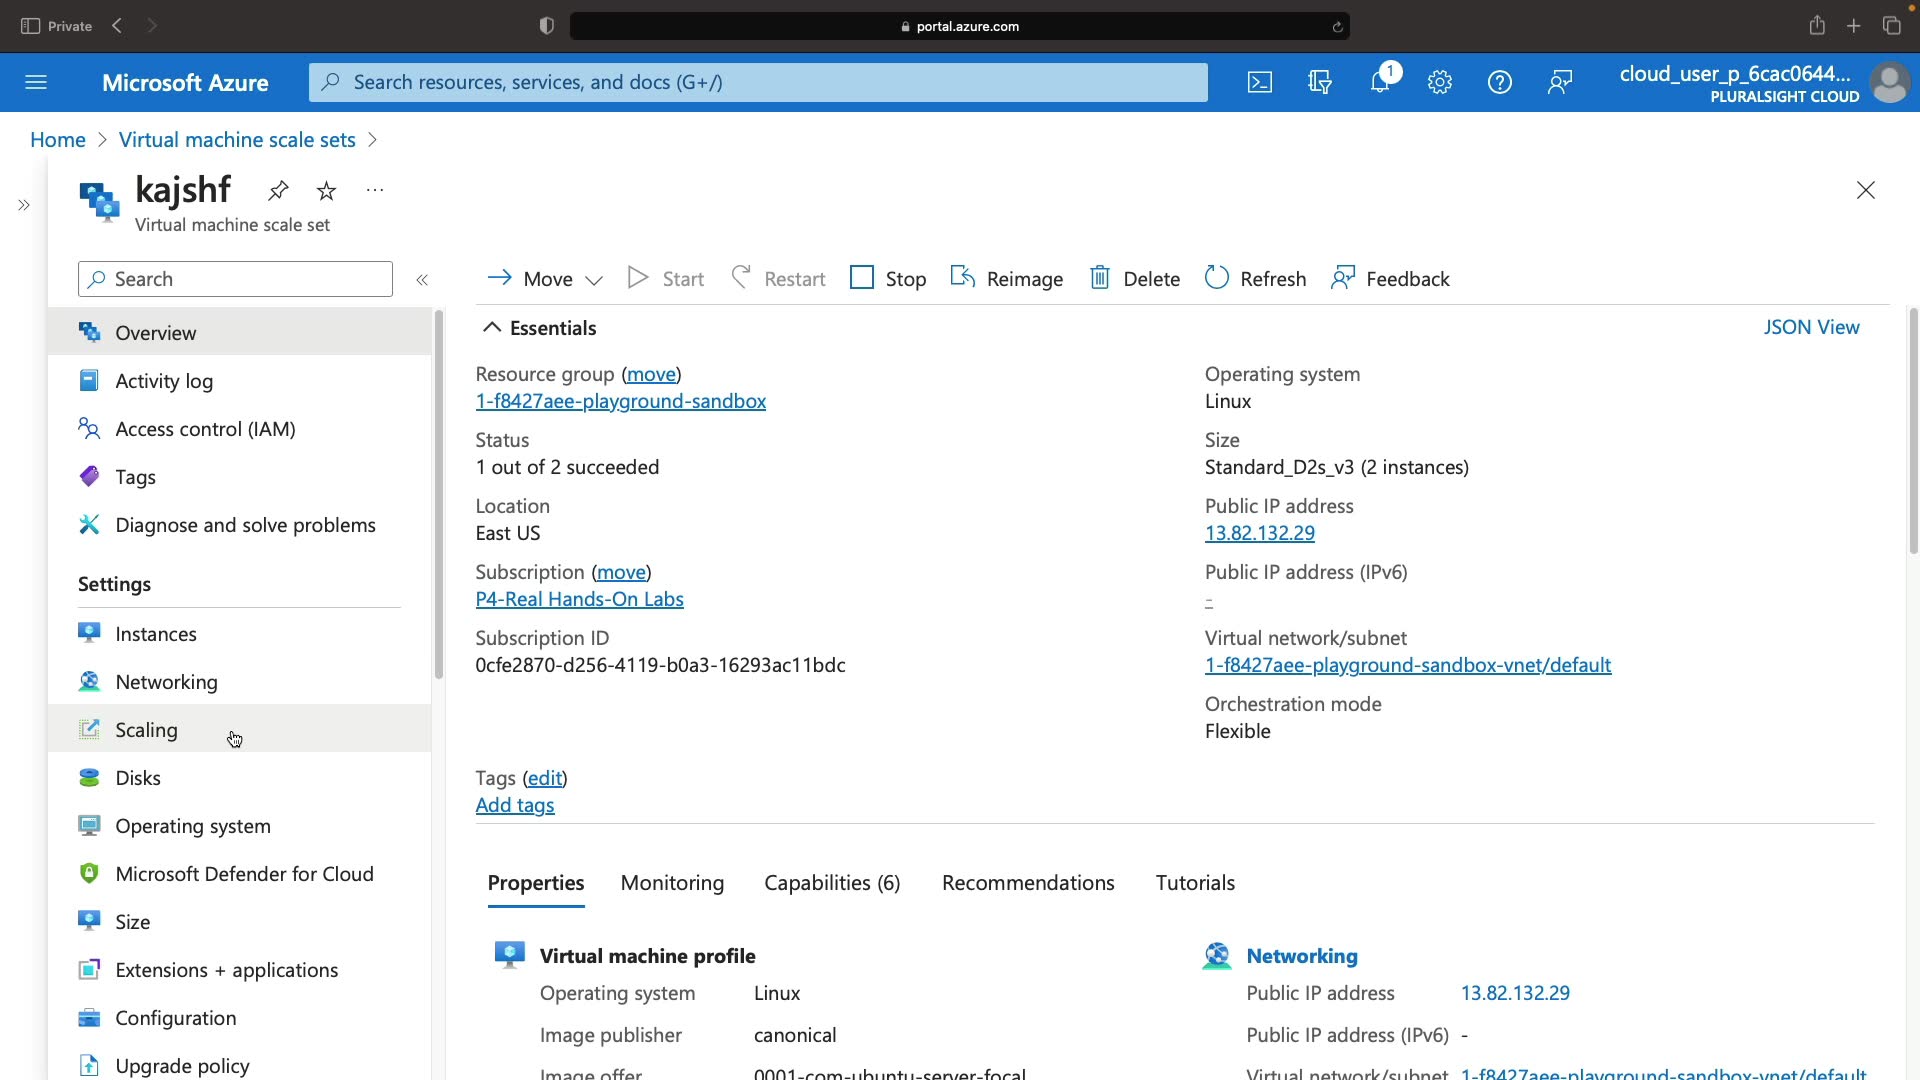 Private
portal.azure.com
Microsoft Azure
Search resources, services, and docs (G+/)
1
cloud_user_p_6cac0644...
PLURALSIGHT CLOUD
Home > Virtual machine scale sets >
kajshf
Virtual machine scale set
Search
Move
Start
Restart
Stop
Reimage
Delete
Refresh
Feedback
Overview
Activity log
Access control (IAM)
Tags
Diagnose and solve problems
Settings
Instances
Networking
Scaling
Disks
Operating system
Microsoft Defender for Cloud
Size
Extensions + applications
Configuration
Upgrade policy
Essentials
JSON View
Resource group (move)
1-f8427aee-playground-sandbox
Status
1 out of 2 succeeded
Location
East US
Subscription (move)
P4-Real Hands-On Labs
Subscription ID
0cfe2870-d256-4119-b0a3-16293ac11bdc
Operating system
Linux
Size
Standard_D2s_v3 (2 instances)
Public IP address
13.82.132.29
Public IP address (IPv6)
-
Virtual network/subnet
1-f8427aee-playground-sandbox-vnet/default
Orchestration mode
Flexible
Tags (edit)
Add tags
Properties
Monitoring
Capabilities (6)
Recommendations
Tutorials
Virtual machine profile
Operating system Linux
Image publisher canonical
Image offer 0001-com-ubuntu-server-focal
Networking
Public IP address 13.82.132.29
Public IP address (IPv6) -
Virtual network/subnet 1-f8427aee-playground-sandbox-vnet/default